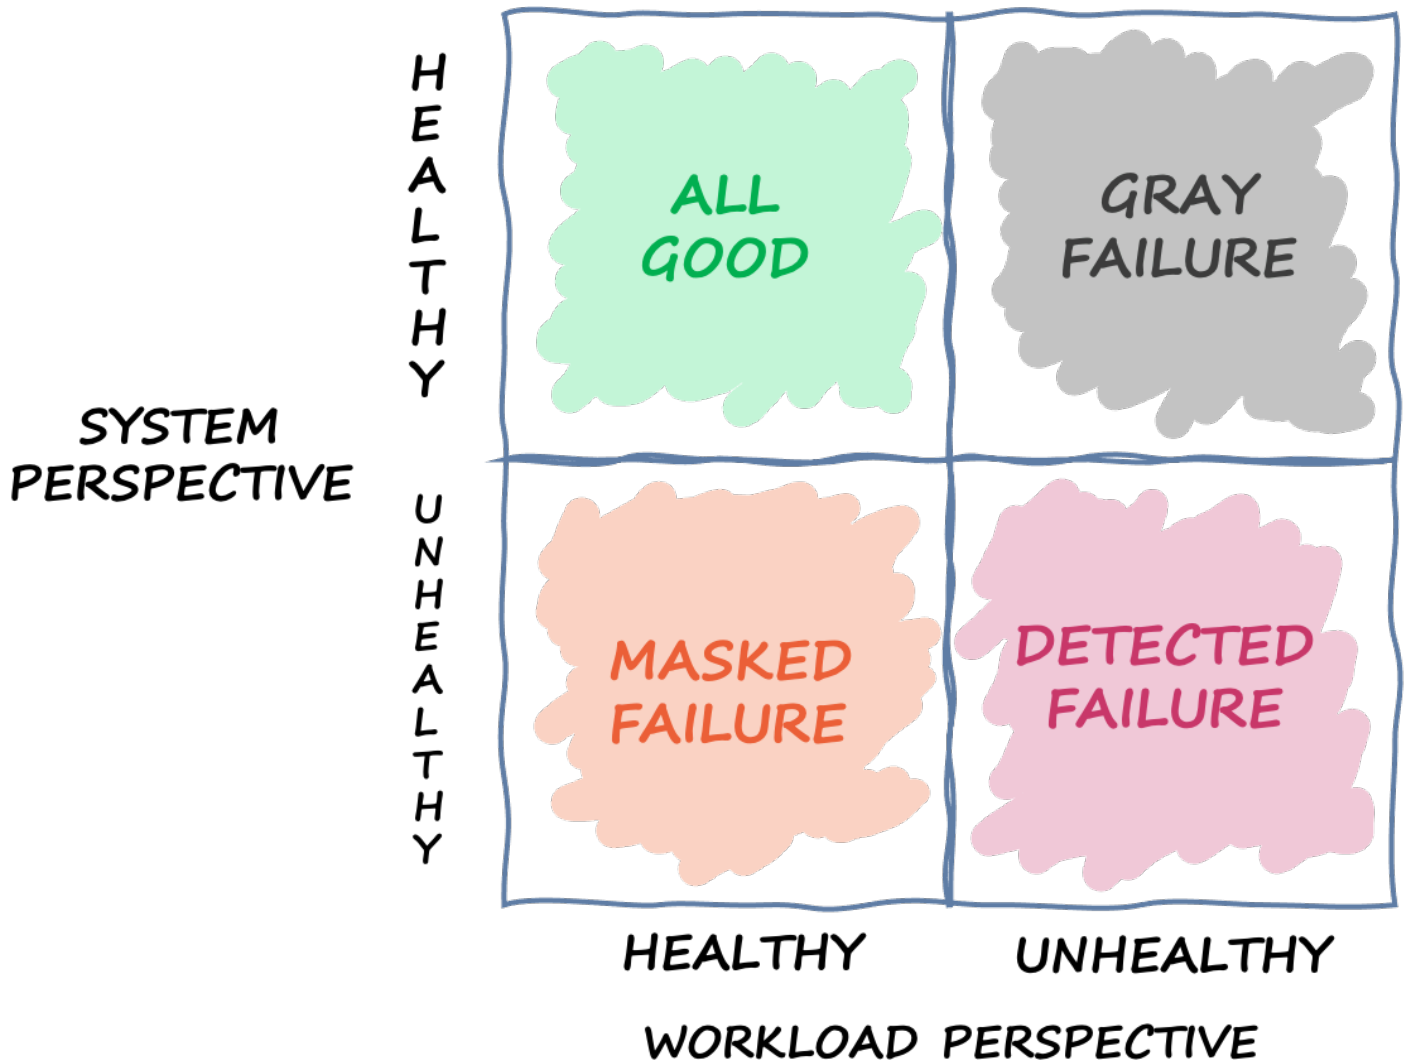 HEALTHY
ALL
GOOD
GRAY
FAILURE
SYSTEM
PERSPECTIVE
UNHEALTHY
MASKED
FAILURE
DETECTED
FAILURE
HEALTHY
UNHEALTHY
WORKLOAD PERSPECTIVE